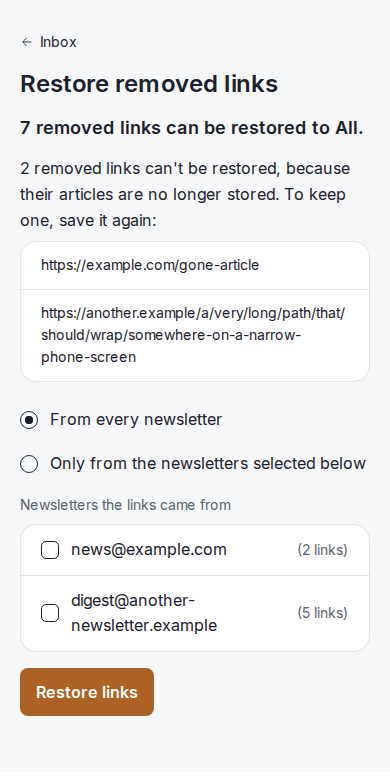 ← Inbox
Restore removed links
7 removed links can be restored to All.
2 removed links can't be restored, because
their articles are no longer stored. To keep
one, save it again:
https://example.com/gone-article
https://another.example/a/very/long/path/that/
should/wrap/somewhere-on-a-narrow-
phone-screen
From every newsletter
Only from the newsletters selected below
Newsletters the links came from
news@example.com (2 links)
digest@another-
newsletter.example (5 links)
Restore links